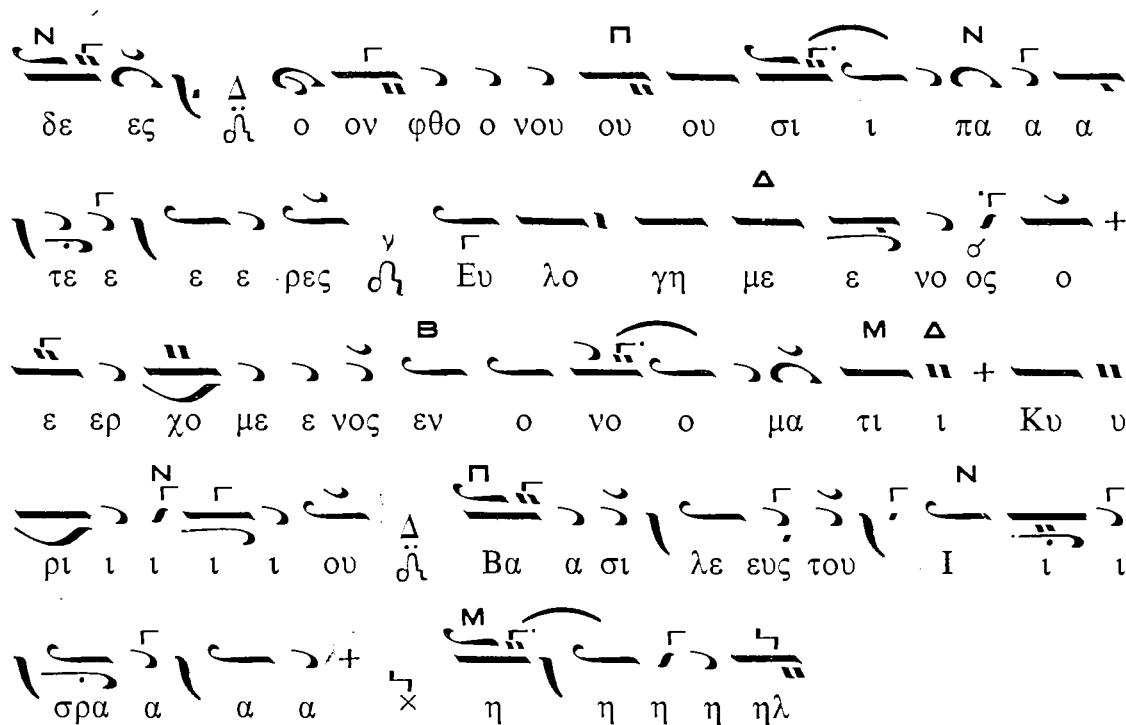 δε ες ο ον φθο ο νου ου ου σι ι πα α α
τε ε ε ε ρες Ευ λο γη με ε νο ος ο
ε ερ χο με ε νος εν ο νο ο μα τι ι Κυ υ
ρι ι ι ι ι ου Βα α σι λε ευς του Ι ι ι
σρα α α α η η η η ηλ